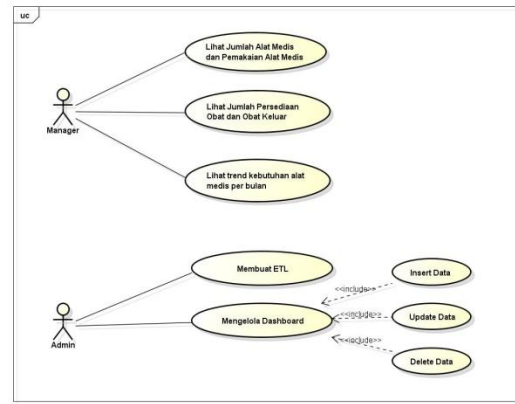 uc
Lihat Jumlah Alat Medis
dan Pemakaian Alat Medis
Lihat Jumlah Persediaan
Obat dan Obat Keluar
Manager
Lihat trend kebutuhan alat
medis per bulan
Membuat ETL
Insert Data
<<include>>
Mengelola Dashboard
<<include>>
Update Data
Admin
<<include>>
Delete Data